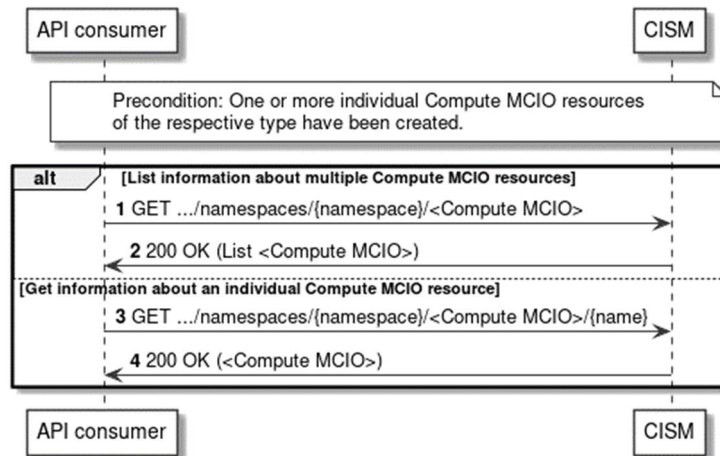 API consumer
CISM
Precondition: One or more individual Compute MCIO resources
of the respective type have been created.
alt
[List information about multiple Compute MCIO resources]
1 GET .../namespaces/{namespace}/<Compute MCIO>
2 200 OK (List <Compute MCIO>)
[Get information about an individual Compute MCIO resource]
3 GET .../namespaces/{namespace}/<Compute MCIO>/{name}
4 200 OK (<Compute MCIO>)
API consumer
CISM